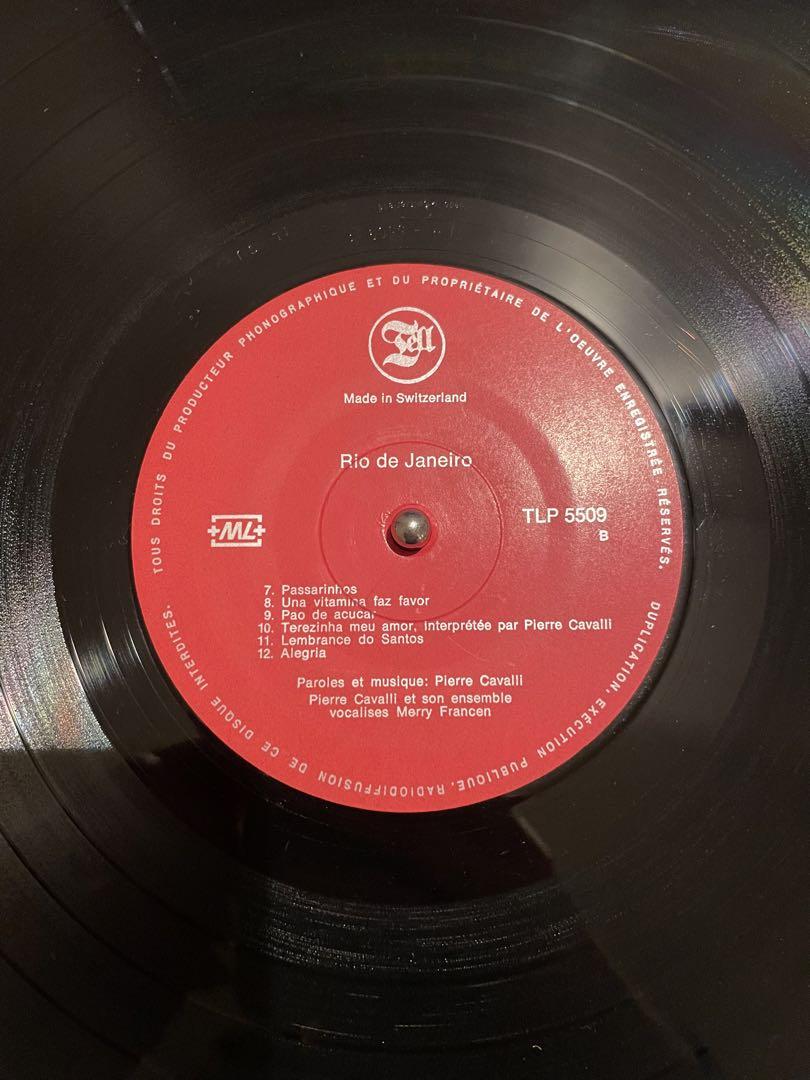 TOUS DROITS DU PRODUCTEUR PHONOGRAPHIQUE ET DU PROPRIÉTAIRE DE L'OEUVRE ENREGISTRÉE RÉSERVÉS. DUPLICATION, EXÉCUTION PUBLIQUE, RADIODIFFUSION DE CE DISQUE INTERDITES.
Tell
Made in Switzerland
Rio de Janeiro
+ML+
TLP 5509
B
7. Passarinhos
8. Una vitamina faz favor
9. Pao de acucar
10. Terezinha meu amor, interprétée par Pierre Cavalli
11. Lembrance do Santos
12. Alegria
Paroles et musique: Pierre Cavalli
Pierre Cavalli et son ensemble
vocalises Merry Francen